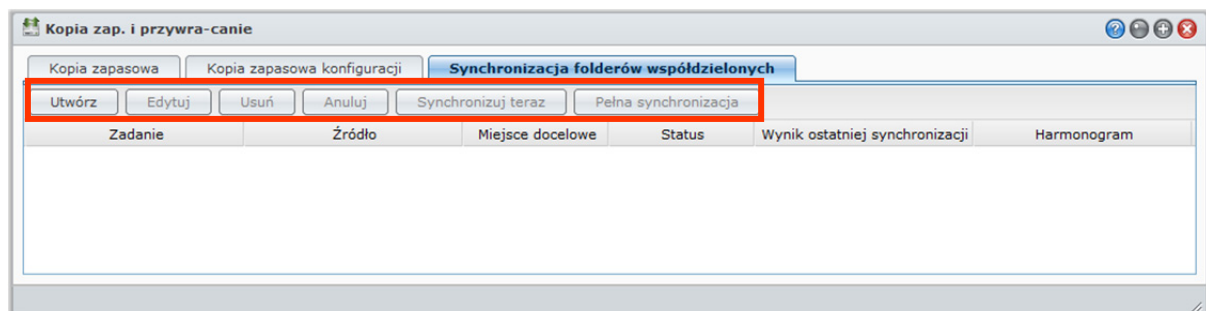 Kopia zap. i przywra-canie
Kopia zapasowa Kopia zapasowa konfiguracji Synchronizacja folderów współdzielonych
Utwórz Edytuj Usuń Anuluj Synchronizuj teraz Pełna synchronizacja
Zadanie Źródło Miejsce docelowe Status Wynik ostatniej synchronizacji Harmonogram